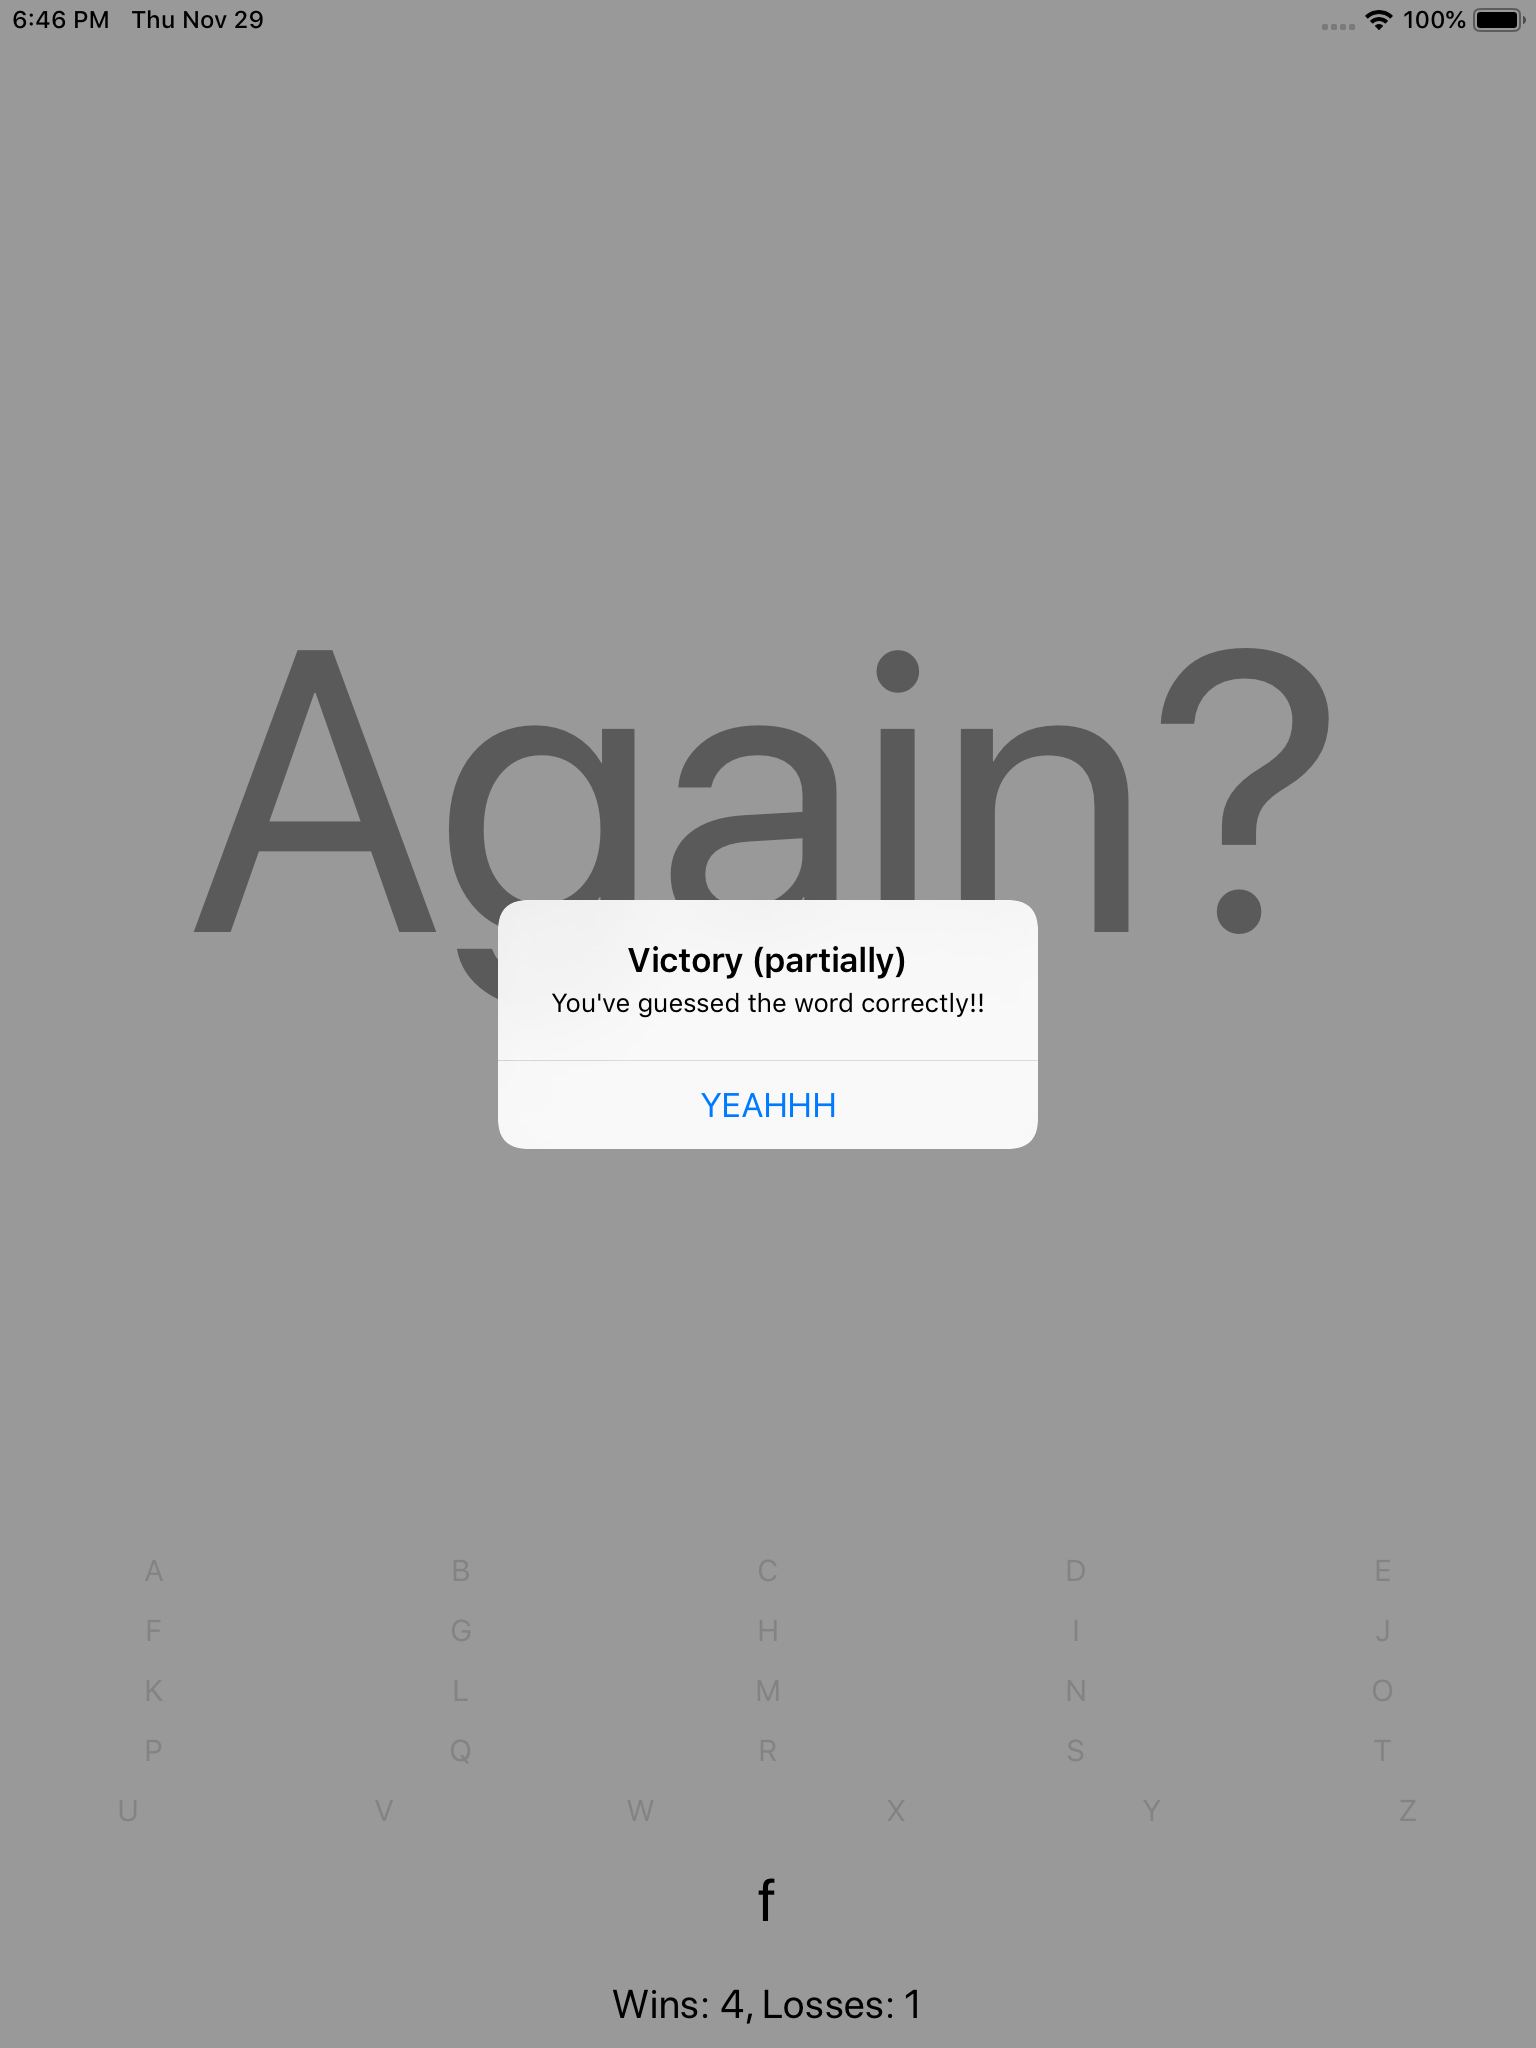 6:46 PM Thu Nov 29
100%
Again?
Victory (partially)
You've guessed the word correctly!!
YEAHHH
A B C D E
F G H I J
K L M N O
P Q R S T
U V W X Y Z
f
Wins: 4, Losses: 1